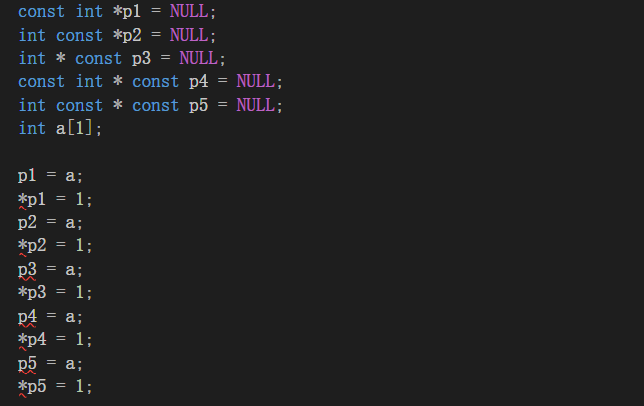 const int *p1 = NULL;
int const *p2 = NULL;
int * const p3 = NULL;
const int * const p4 = NULL;
int const * const p5 = NULL;
int a[1];
p1 = a;
*p1 = 1;
p2 = a;
*p2 = 1;
p3 = a;
*p3 = 1;
p4 = a;
*p4 = 1;
p5 = a;
*p5 = 1;